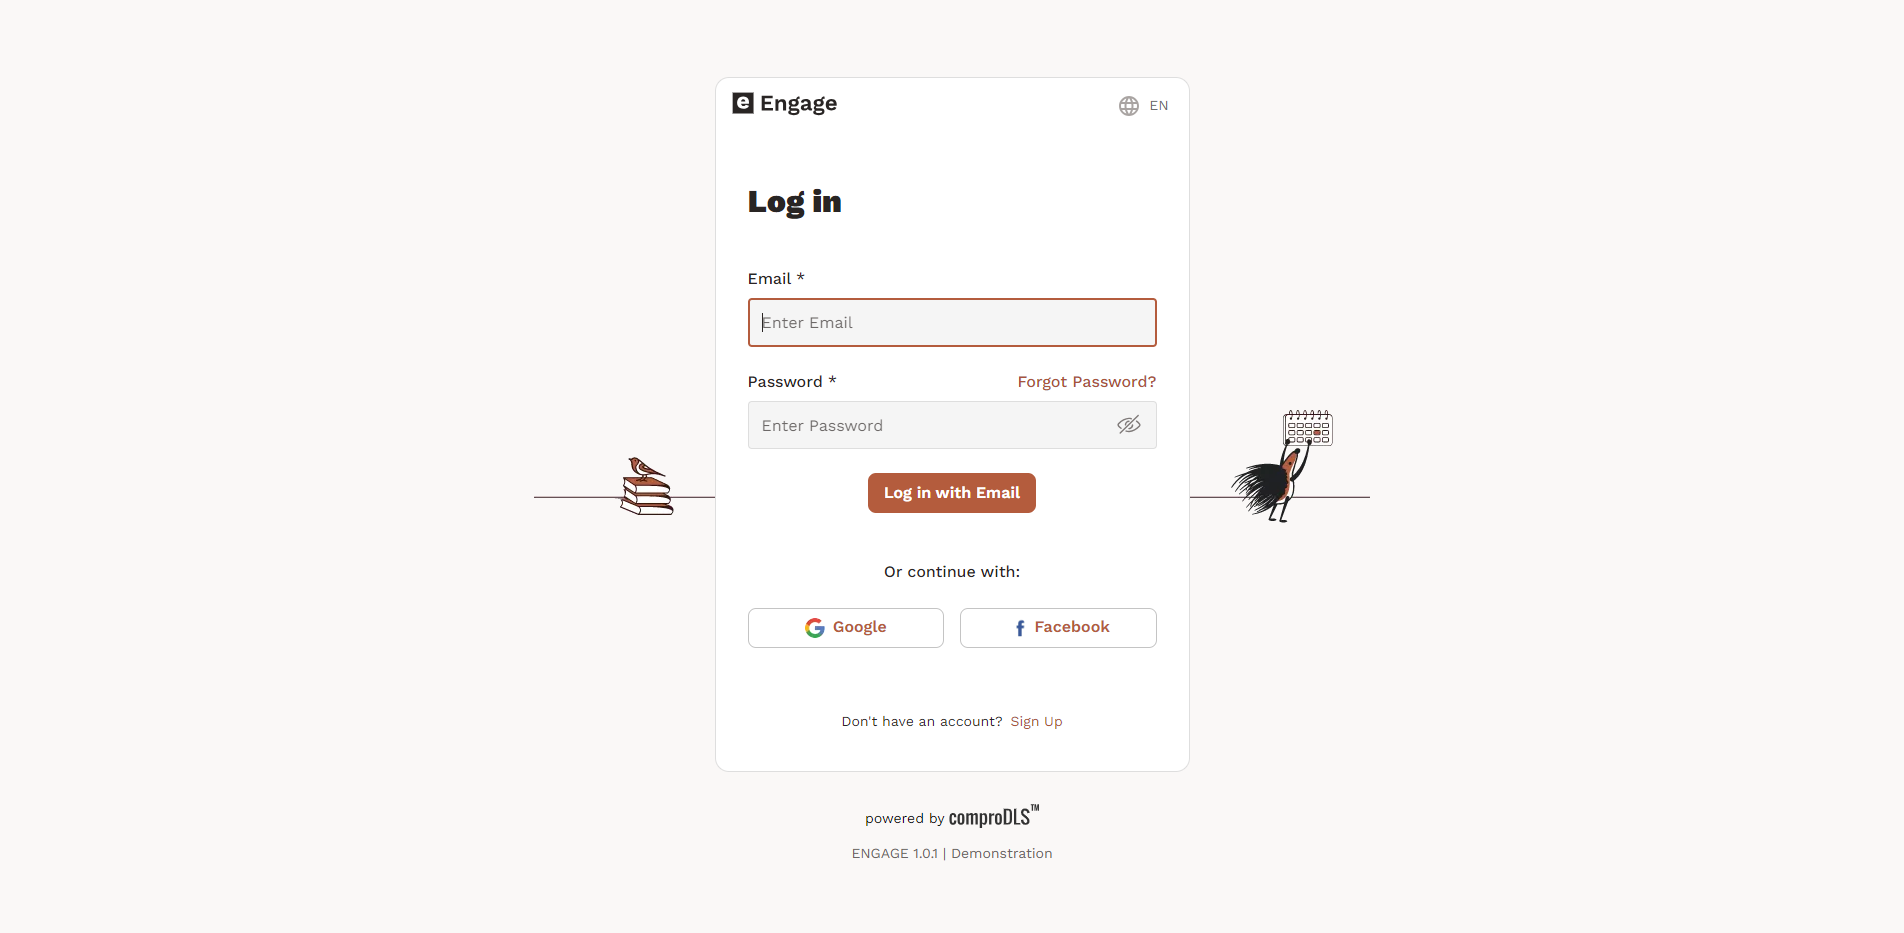 e Engage
EN
Log in
Email *
Enter Email
Password *
Forgot Password?
Enter Password
Log in with Email
Or continue with:
Google
Facebook
Don't have an account? Sign Up
powered by comproDLS™
ENGAGE 1.0.1 | Demonstration